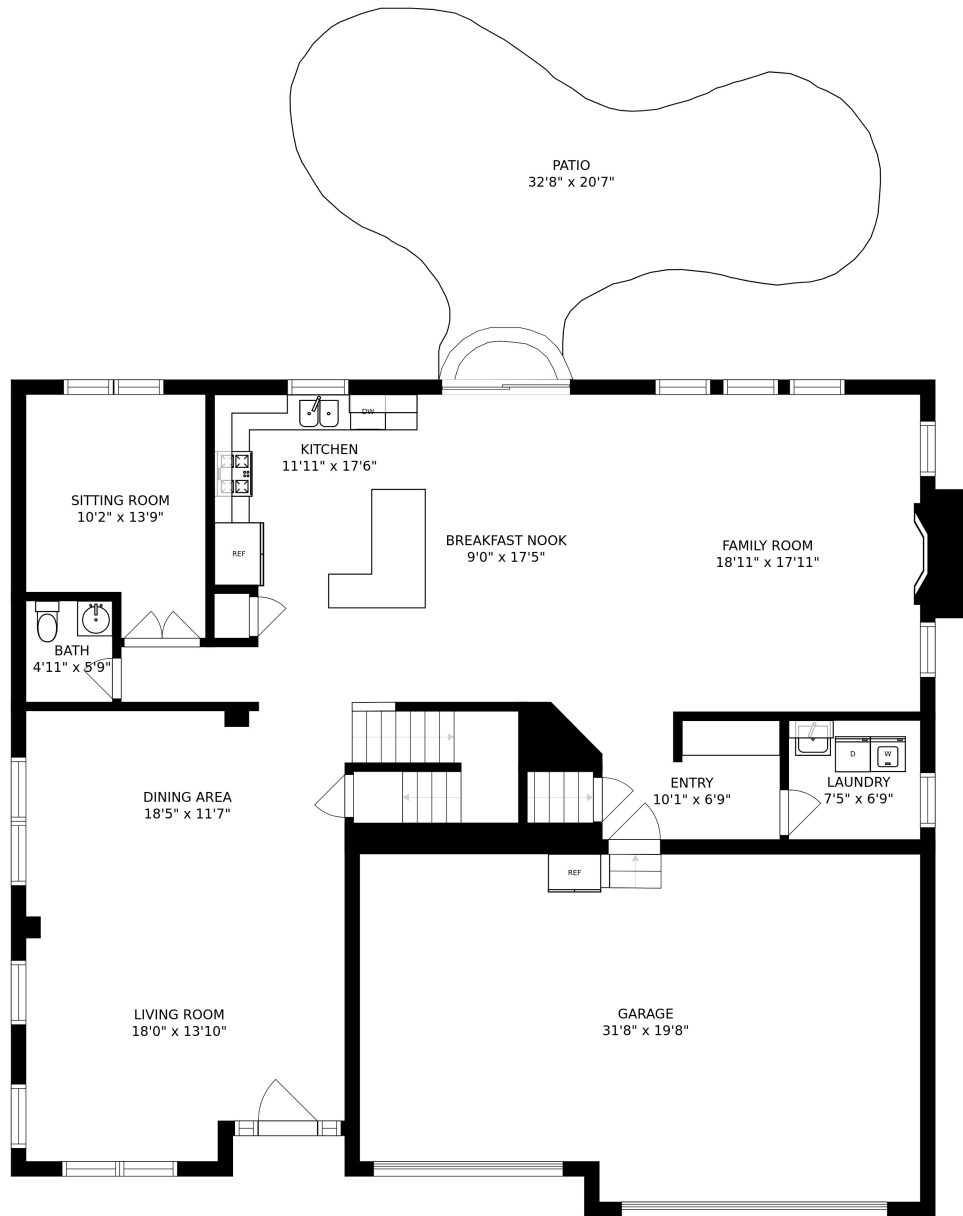 PATIO
32'8" x 20'7"
DW
KITCHEN
11'11" x 17'6"
SITTING ROOM
10'2" x 13'9"
BREAKFAST NOOK
9'0" x 17'5"
FAMILY ROOM
18'11" x 17'11"
REF
BATH
4'11" x 5'9"
D
W
ENTRY
10'1" x 6'9"
LAUNDRY
7'5" x 6'9"
DINING AREA
18'5" x 11'7"
REF
LIVING ROOM
18'0" x 13'10"
GARAGE
31'8" x 19'8"